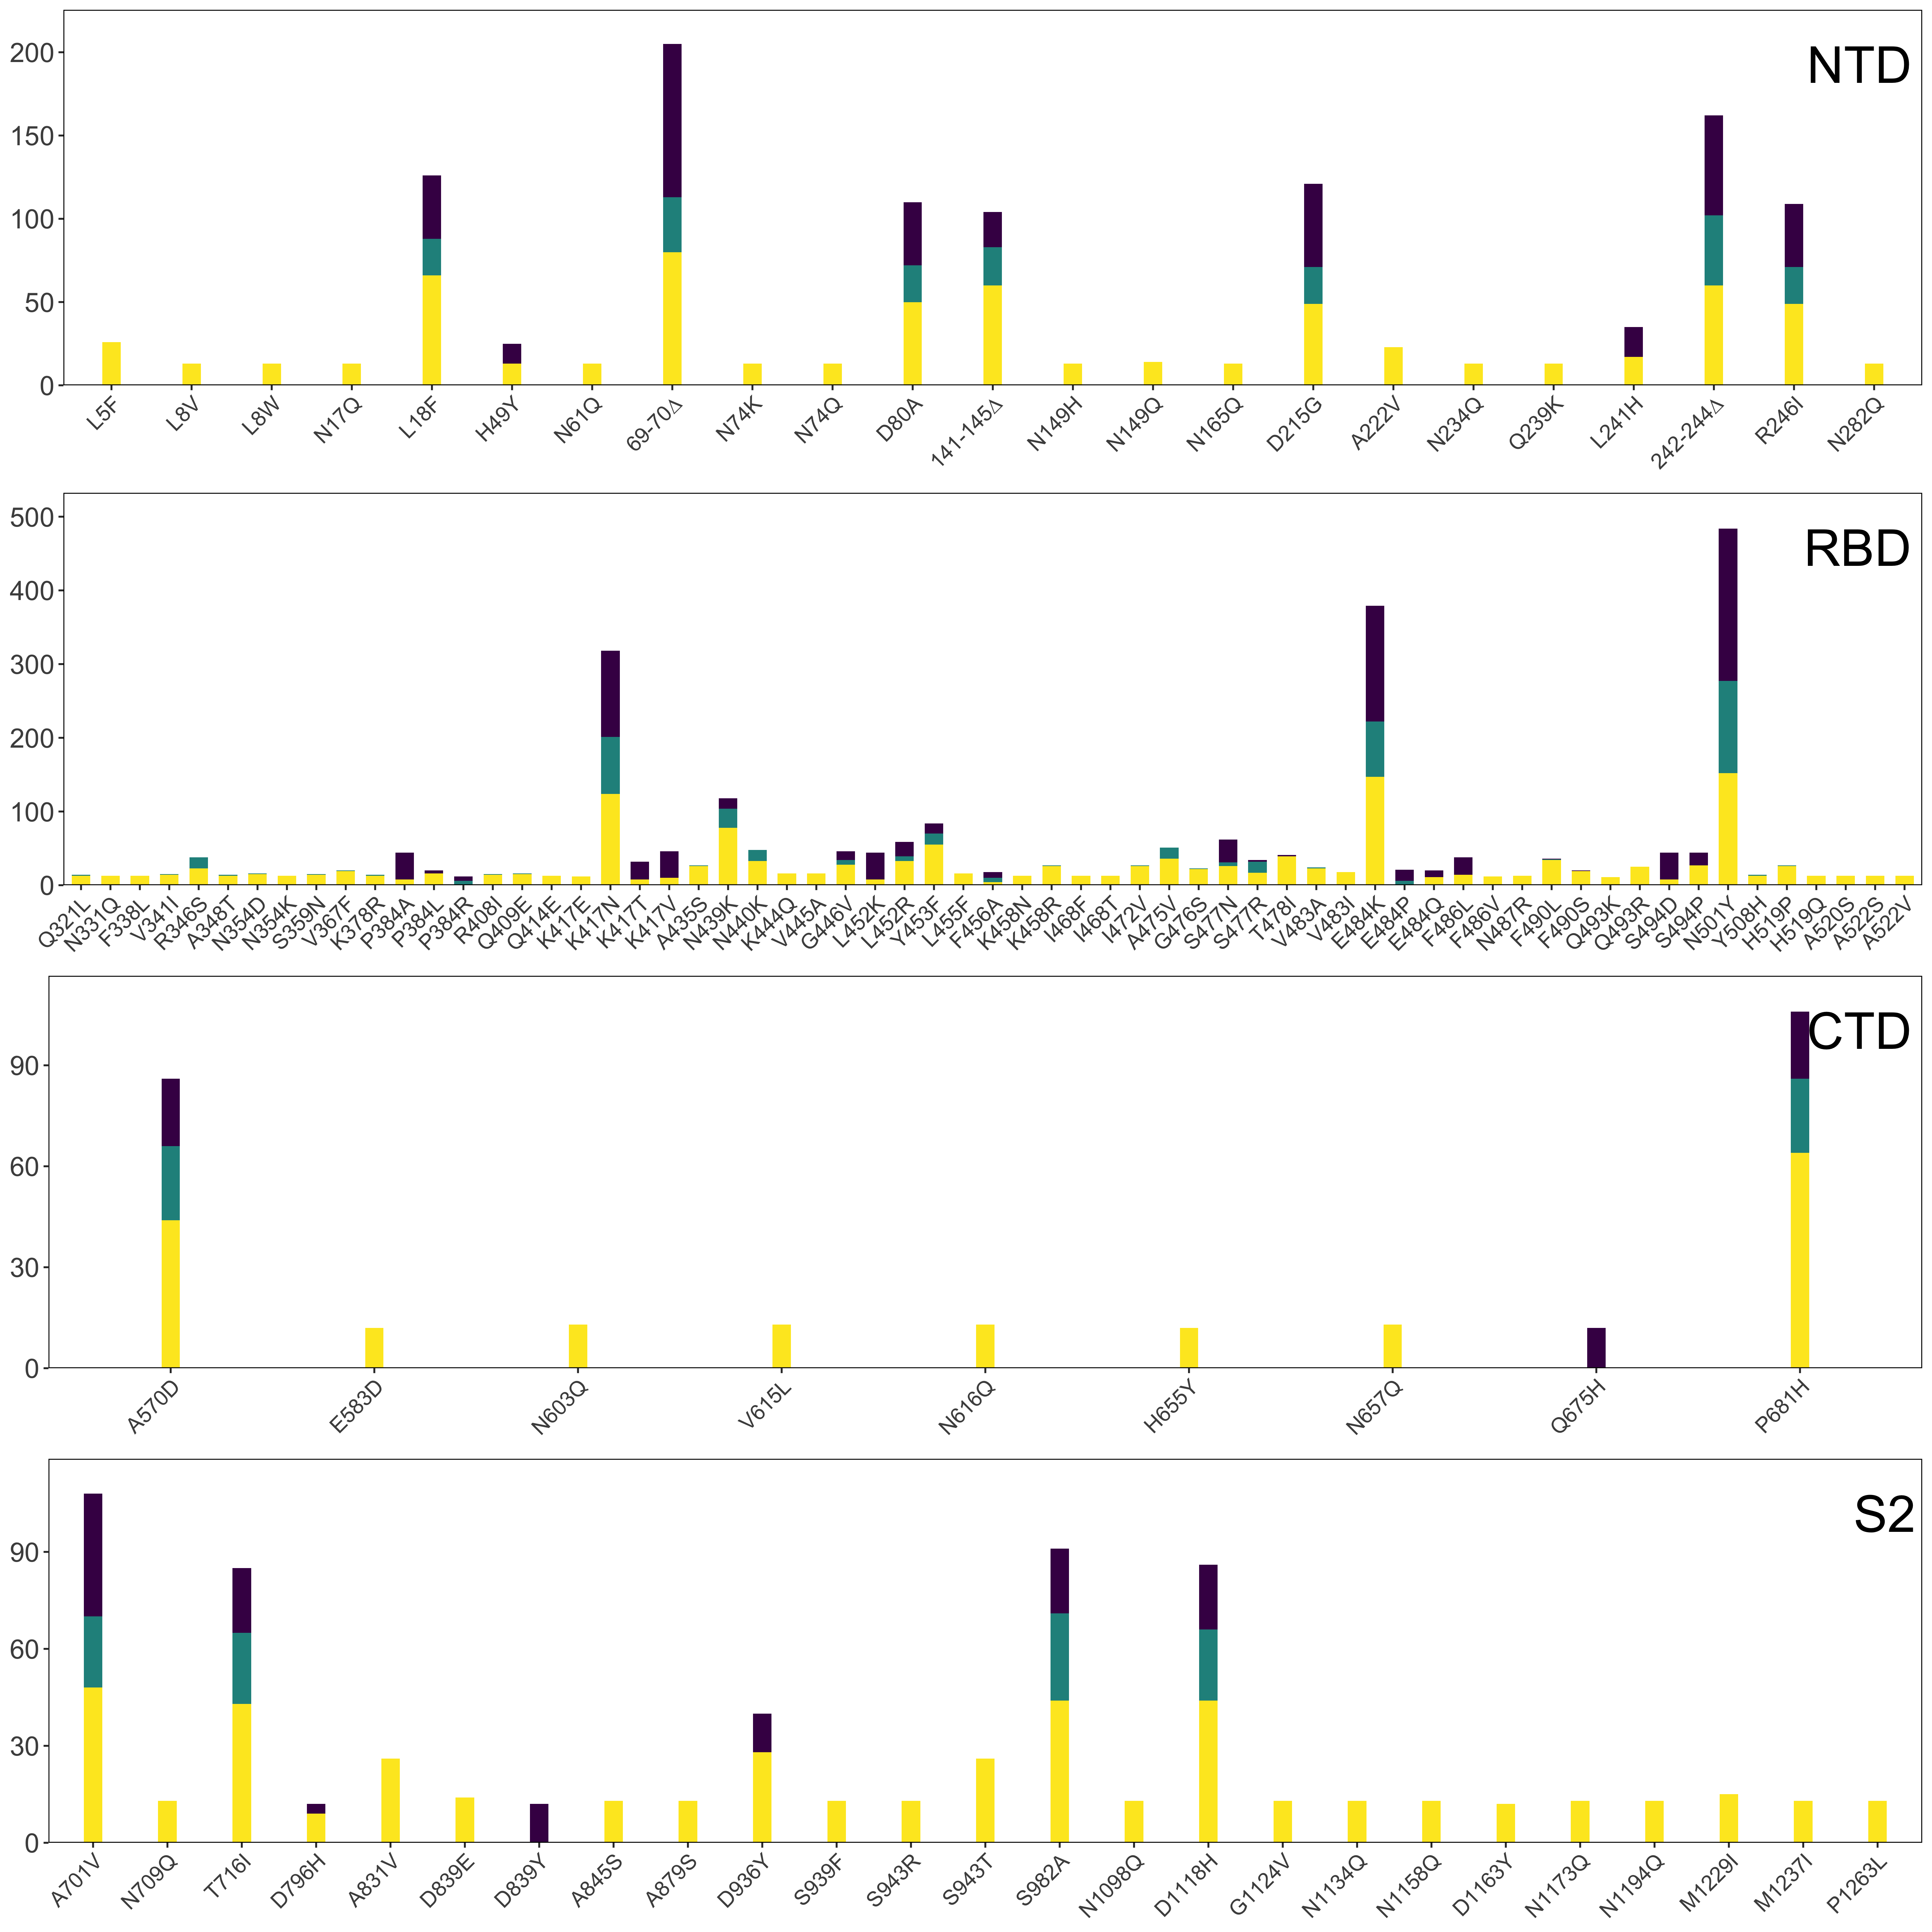 NTD
200
150
100
50
0
L5F L8V L8W N17Q L18F H49Y N61Q 69-70Δ N74K N74Q D80A 141-145Δ N149H N149Q N165Q D215G A222V N234Q Q239K L241H 242-244Δ R246I N282Q
RBD
500
400
300
200
100
0
Q321L N331Q F338L V341I R346S A348T N354D N354K S359N V367F K378R P384A P384L P384R R408I Q409E Q414E K417E K417N K417T K417V A435S N439K N440K K444Q V445A G446V L452K L452R Y453F L455F F456A K458N K458R I468F I468T I472V A475V G476S S477N S477R T478I V483A V483I E484K E484P E484Q F486L F486V N487R F490L F490S Q493K Q493R S494D S494P N501Y Y508H H519P H519Q A520S A522S A522V
CTD
90
60
30
0
A570D E583D N603Q V615L N616Q H655Y N657Q Q675H P681H
S2
90
60
30
0
A701V N709Q T716I D796H A831V D839E D839Y A845S A879S D936Y S939F S943R S943T S982A N1098Q D1118H G1124V N1134Q N1158Q D1163Y N1173Q N1194Q M1229I M1237I P1263L